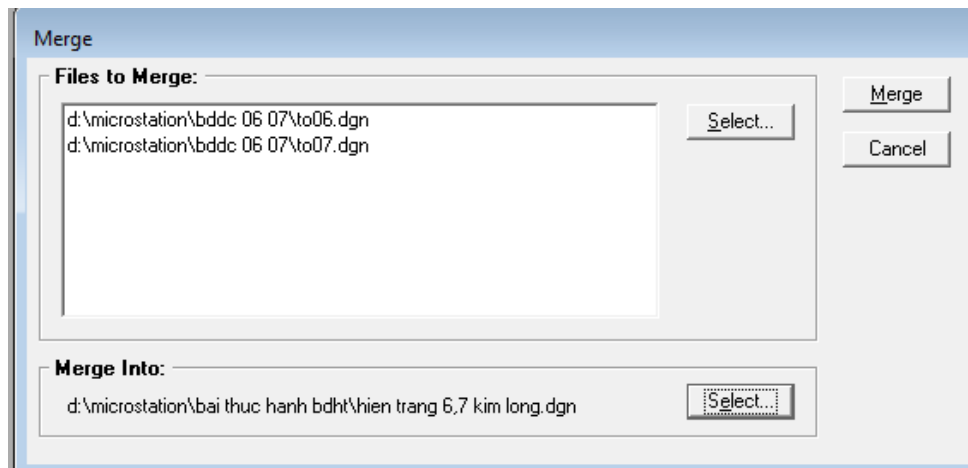 Merge
Files to Merge:
d:\microstation\bddc 06 07\to06.dgn
d:\microstation\bddc 06 07\to07.dgn
Select...
Merge
Cancel
Merge Into:
d:\microstation\bai thuc hanh bdht\hien trang 6,7 kim long.dgn
Select...